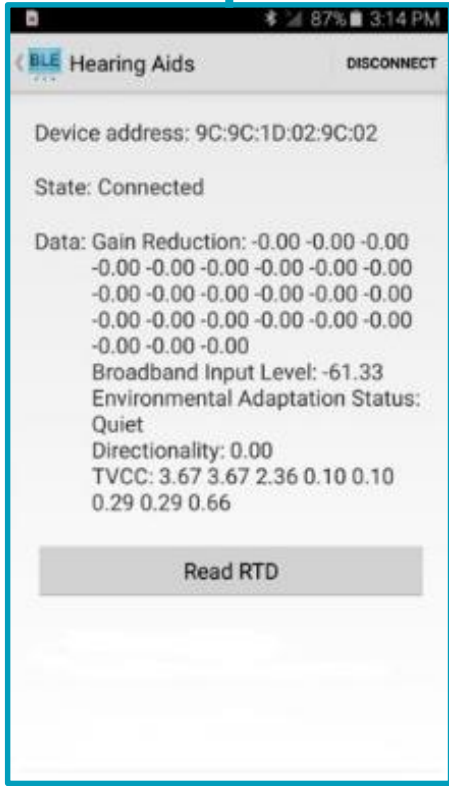 87% 3:14 PM
BLE Hearing Aids DISCONNECT
Device address: 9C:9C:1D:02:9C:02
State: Connected
Data: Gain Reduction: -0.00 -0.00 -0.00
-0.00 -0.00 -0.00 -0.00 -0.00 -0.00
-0.00 -0.00 -0.00 -0.00 -0.00 -0.00
-0.00 -0.00 -0.00 -0.00 -0.00 -0.00
-0.00 -0.00 -0.00
Broadband Input Level: -61.33
Environmental Adaptation Status:
Quiet
Directionality: 0.00
TVCC: 3.67 3.67 2.36 0.10 0.10
0.29 0.29 0.66
Read RTD